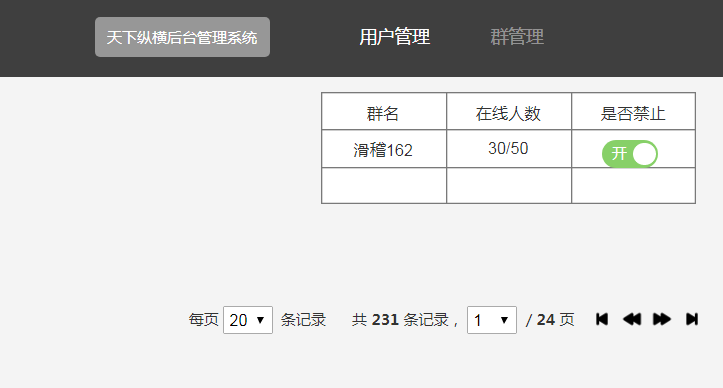 天下纵横后台管理系统 用户管理 群管理
群名 在线人数 是否禁止
滑稽162 30/50 开
每页 20 条记录 共 231 条记录， 1 / 24 页